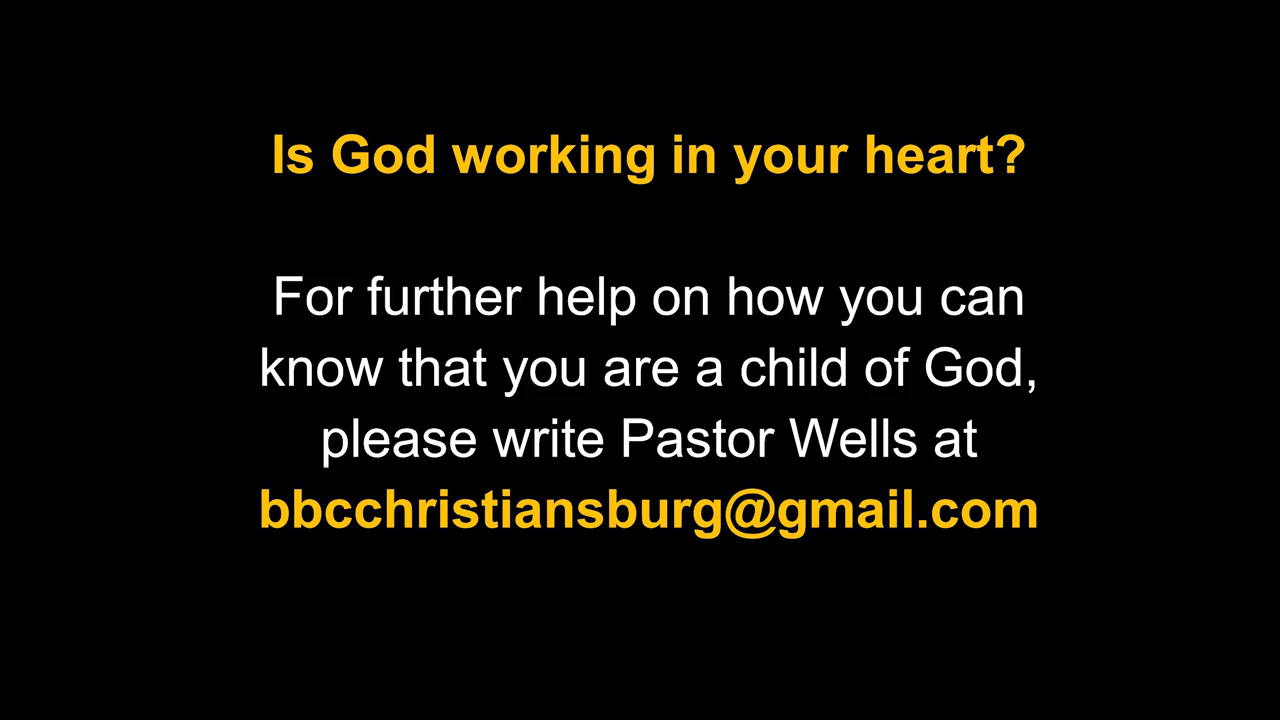 Is God working in your heart?
For further help on how you can
know that you are a child of God,
please write Pastor Wells at
bbcchristiansburg@gmail.com